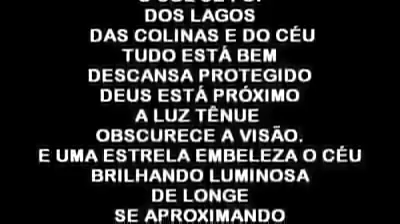 DOS LAGOS
DAS COLINAS E DO CÉU
TUDO ESTÁ BEM
DESCANSA PROTEGIDO
DEUS ESTÁ PRÓXIMO
A LUZ TÊNUE
OBSCURECE A VISÃO.
E UMA ESTRELA EMBELEZA O CÉU
BRILHANDO LUMINOSA
DE LONGE
SE APROXIMANDO